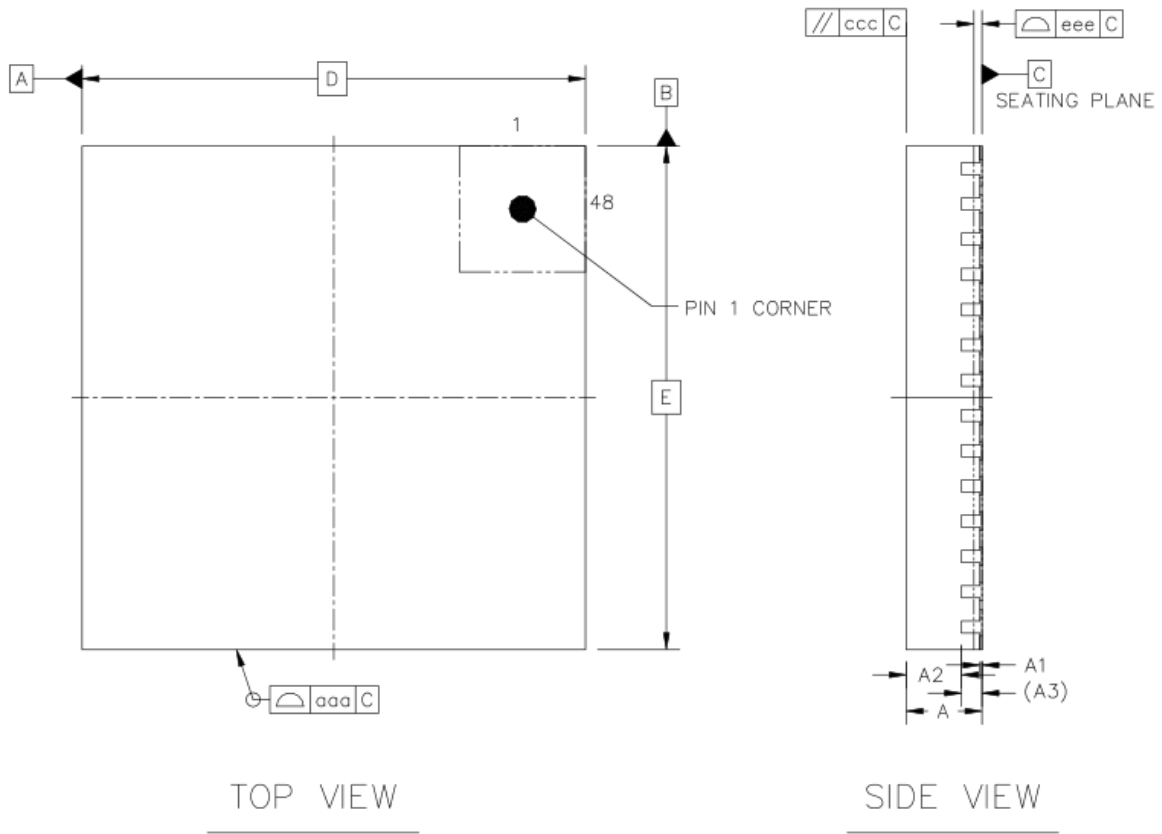 A
D
B
1
48
PIN 1 CORNER
E
aaa C
TOP VIEW
// ccc C
eee C
C
SEATING PLANE
A2
A1
(A3)
A
SIDE VIEW